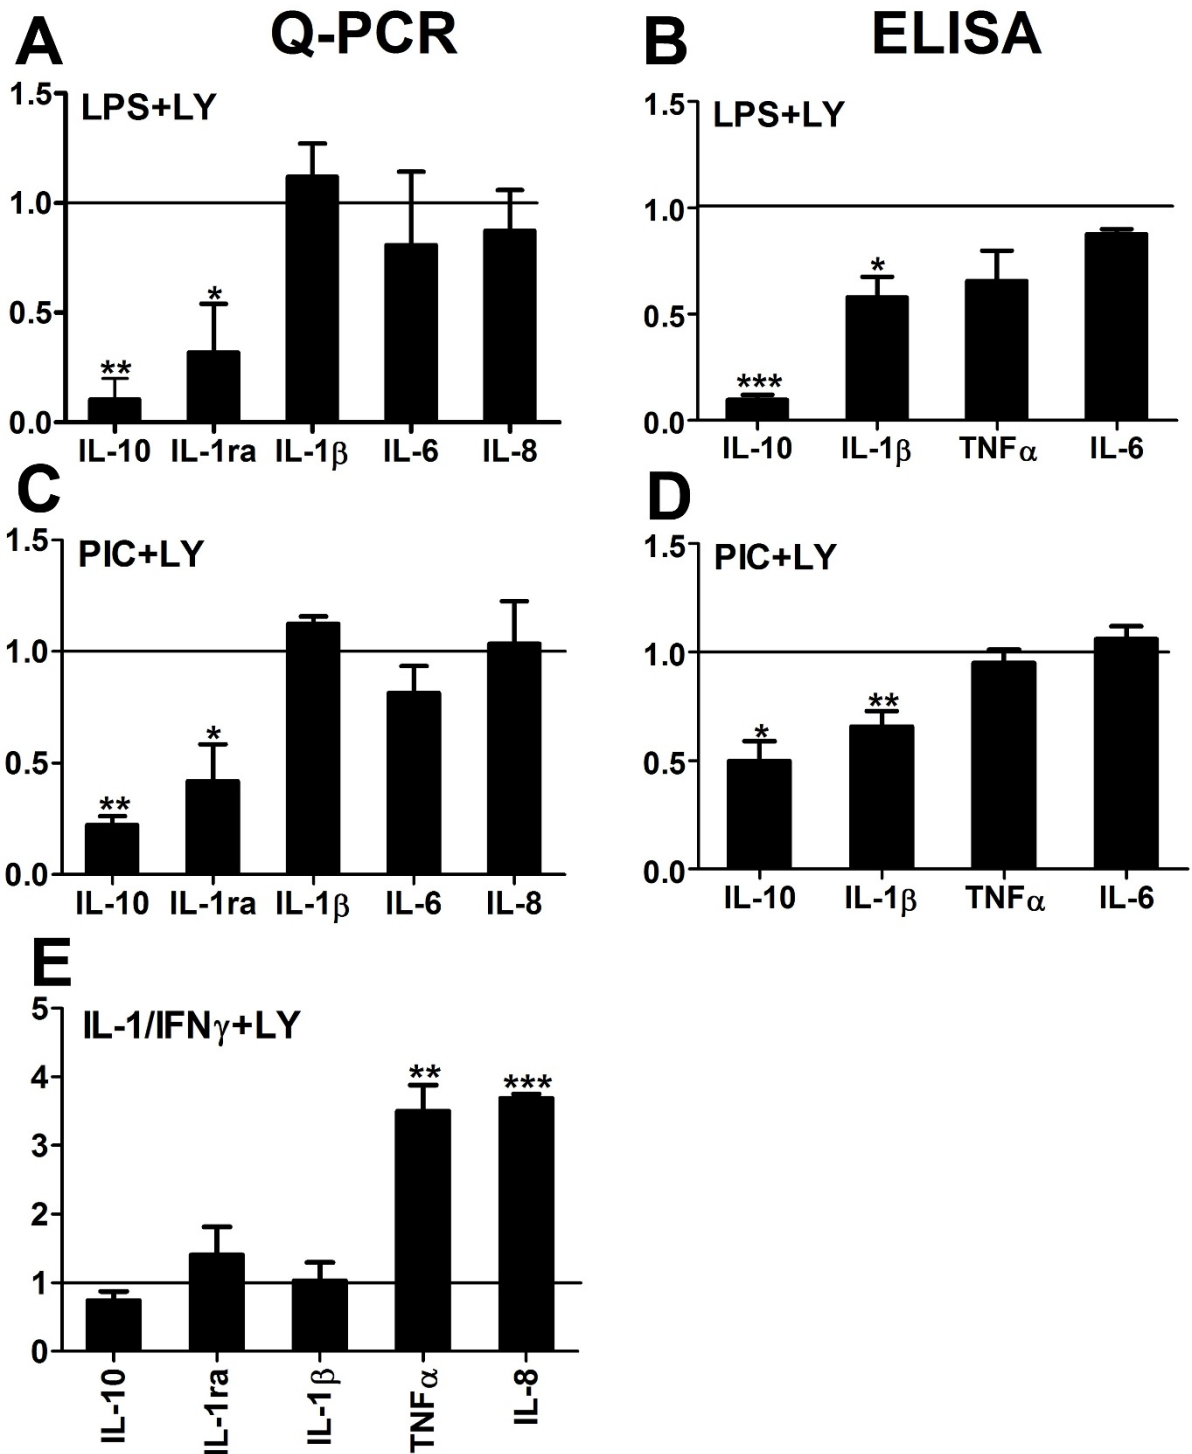 A Q-PCR
B ELISA
LPS+LY
1.5
1.0
0.5
0.0
**
*
IL-10 IL-1ra IL-1β IL-6 IL-8
LPS+LY
1.5
1.0
0.5
0.0
***
*
IL-10 IL-1β TNFα IL-6
C
PIC+LY
1.5
1.0
0.5
0.0
**
*
IL-10 IL-1ra IL-1β IL-6 IL-8
D
PIC+LY
1.5
1.0
0.5
0.0
*
**
IL-10 IL-1β TNFα IL-6
E
IL-1/IFNγ+LY
5
4
3
2
1
0
**
***
IL-10
IL-1ra
IL-1β
TNFα
IL-8